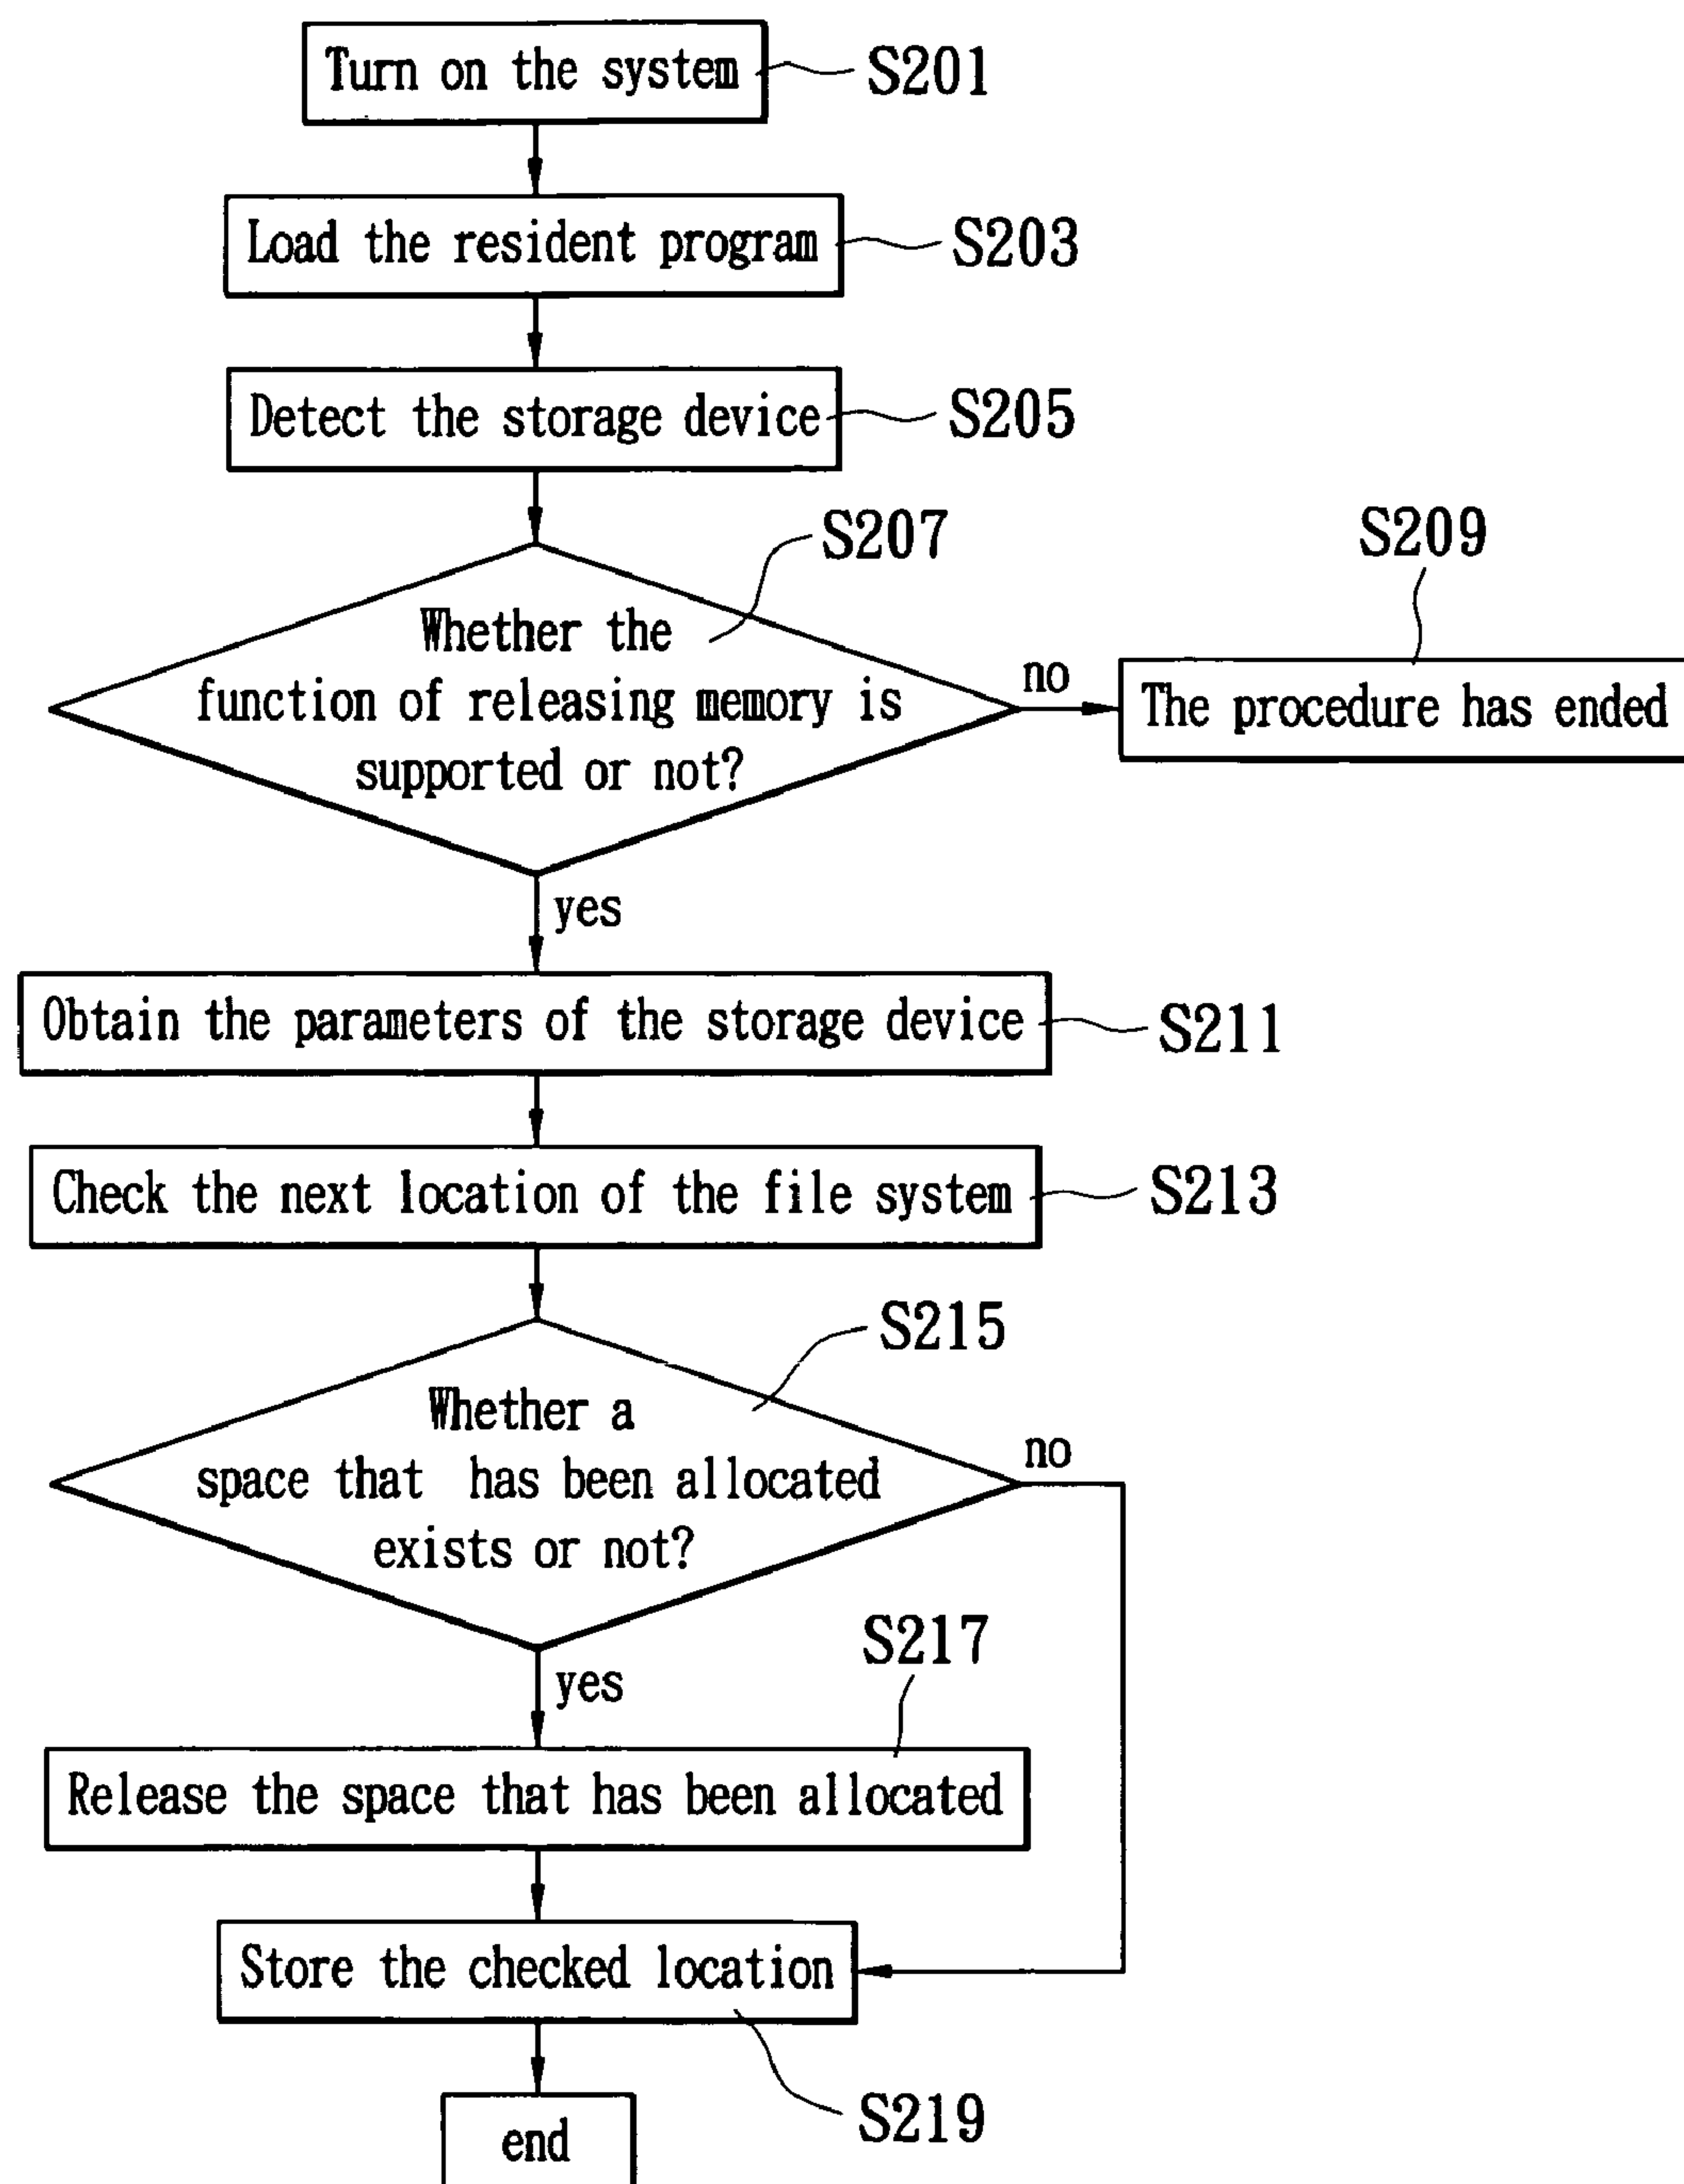 Turn on the system
S201
Load the resident program
S203
Detect the storage device
S205
S207
Whether the
function of releasing memory is
supported or not?
no
S209
The procedure has ended
yes
Obtain the parameters of the storage device
S211
Check the next location of the file system
S213
S215
Whether a
space that has been allocated
exists or not?
no
yes
S217
Release the space that has been allocated
Store the checked location
S219
end